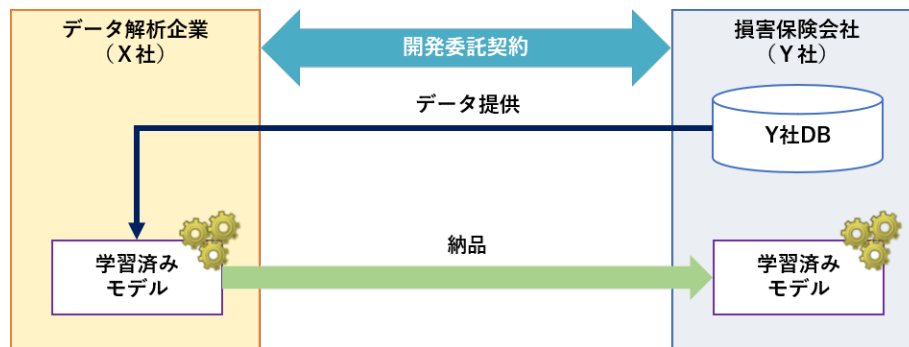 データ解析企業
（Ｘ社）
開発委託契約
損害保険会社
（Ｙ社）
データ提供
Y社DB
学習済み
モデル
納品
学習済み
モデル